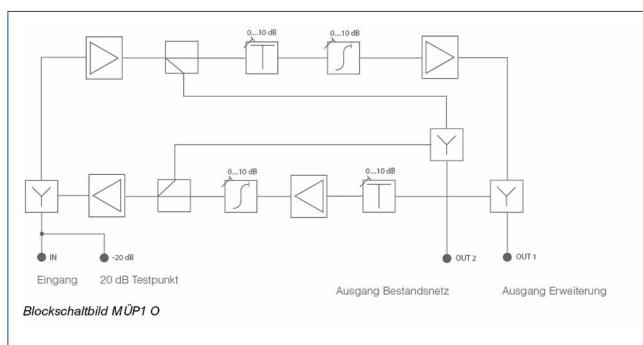 0...10 dB
0...10 dB
0...10 dB
0...10 dB
IN
-20 dB
OUT 2
OUT 1
Eingang
20 dB Testpunkt
Ausgang Bestandsnetz
Ausgang Erweiterung
Blockschaltbild MÜP1 O